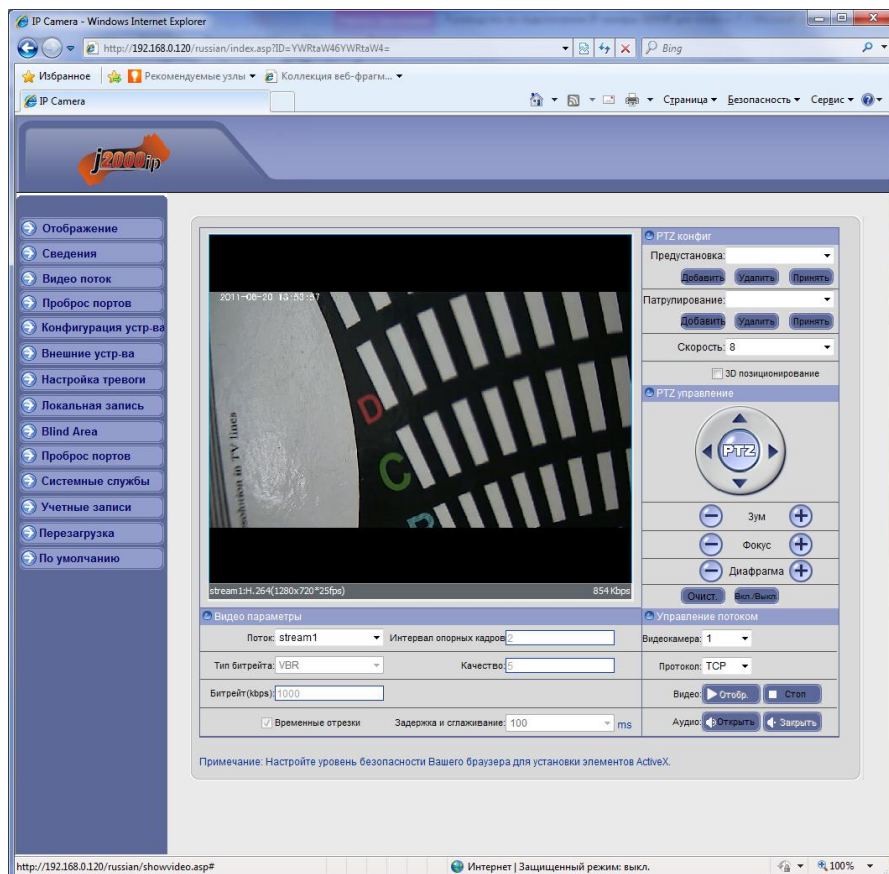 IP Camera - Windows Internet Explorer
http://192.168.0.120/russian/index.asp?ID=YWRtaW46YWRtaW4=
Bing
Избранное
Рекомендуемые узлы
Коллекция веб-фрагм...
IP Camera
Страница
Безопасность
Сервис
j2000ip
Отображение
Сведения
Видео поток
Проброс портов
Конфигурация устр-ва
Внешние устр-ва
Настройка тревоги
Локальная запись
Blind Area
Проброс портов
Системные службы
Учетные записи
Перезагрузка
По умолчанию
2011-06-20 13:53:57
D
C
B
solution in TV lines
stream1:H.264(1280x720*25fps)
854 Kbps
PTZ конфиг
Предустановка:
Добавить Удалить Принять
Патрулирование:
Добавить Удалить Принять
Скорость: 8
3D позиционирование
PTZ управление
PTZ
Зум
Фокус
Диафрагма
Очист. Вкл./Выкл.
Видео параметры
Поток: stream1 Интервал опорных кадров: 2
Тип битрейта: VBR Качество: 5
Битрейт(kbps): 1000
Временные отрезки Задержка и сглаживание: 100 ms
Управление потоком
Видеокамера: 1
Протокол: TCP
Видео: Отобр. Стоп
Аудио: Открыть Закрыть
Примечание: Настройте уровень безопасности Вашего браузера для установки элементов ActiveX.
http://192.168.0.120/russian/showvideo.asp#
Интернет | Защищенный режим: выкл.
100%